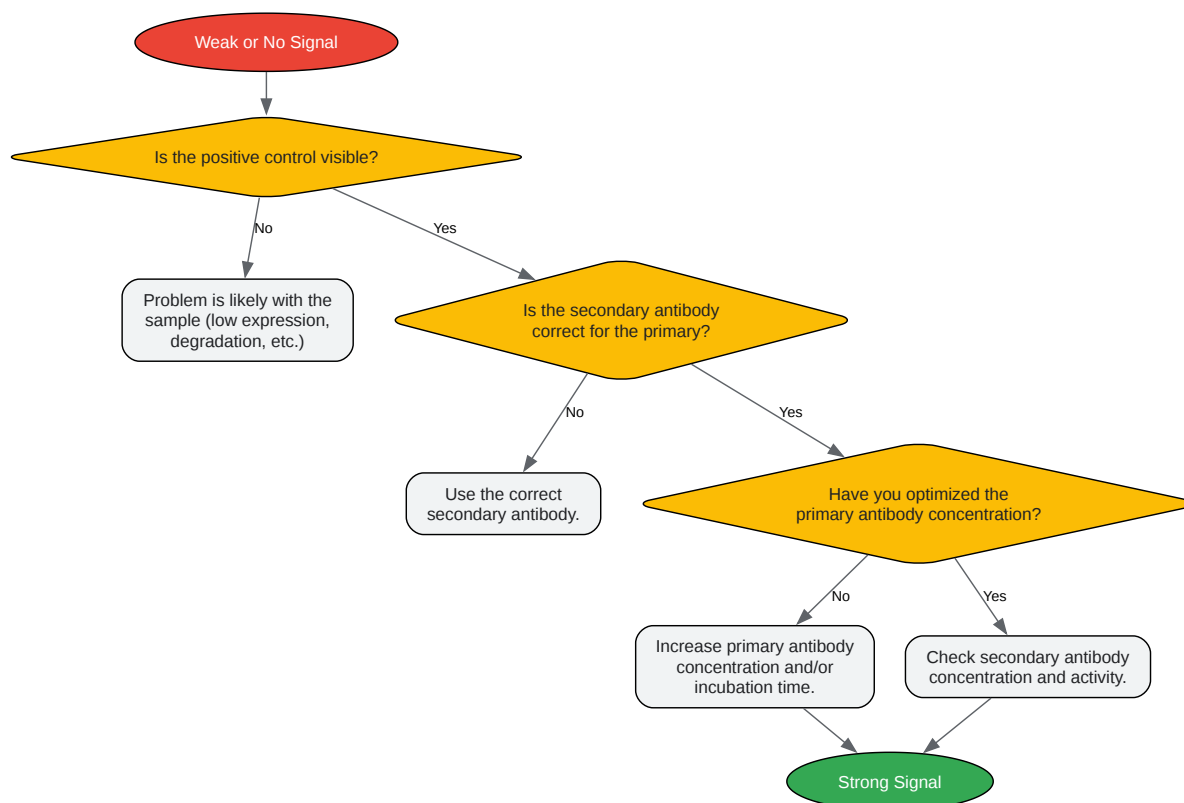 Weak or No Signal
Is the positive control visible?
No
Yes
Problem is likely with the
sample (low expression,
degradation, etc.)
Is the secondary antibody
correct for the primary?
No
Yes
Use the correct
secondary antibody.
Have you optimized the
primary antibody concentration?
No
Yes
Increase primary antibody
concentration and/or
incubation time.
Check secondary antibody
concentration and activity.
Strong Signal